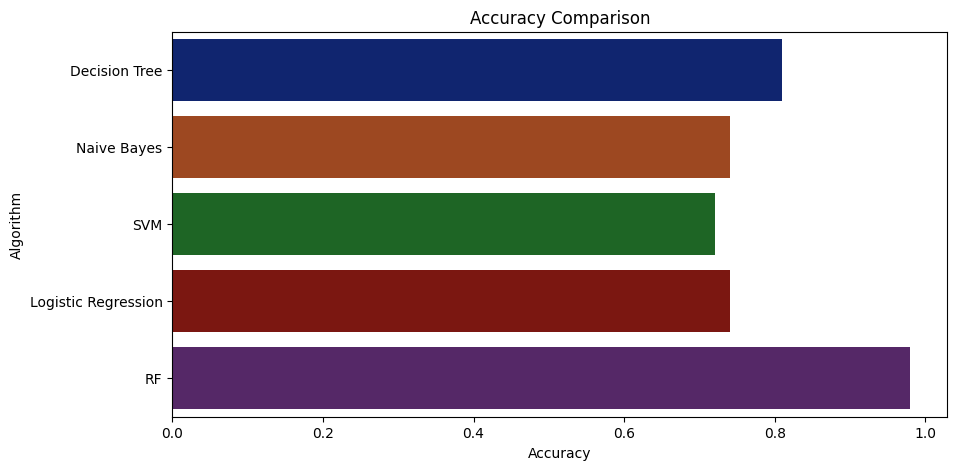 Accuracy Comparison
Algorithm
Decision Tree
Naive Bayes
SVM
Logistic Regression
RF
0.0 0.2 0.4 0.6 0.8 1.0
Accuracy